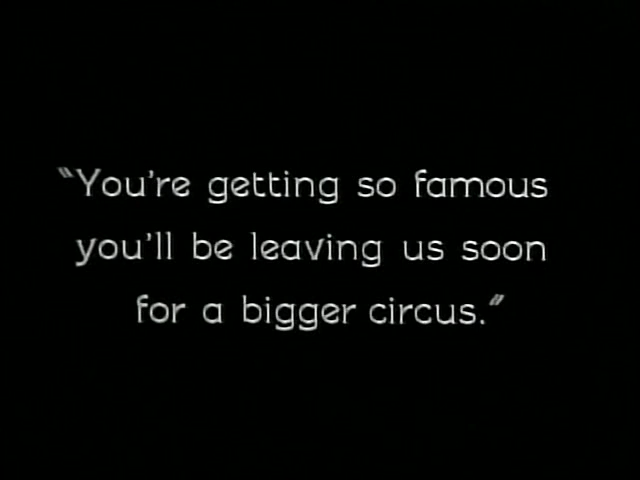 "You're getting so famous
you'll be leaving us soon
for a bigger circus."